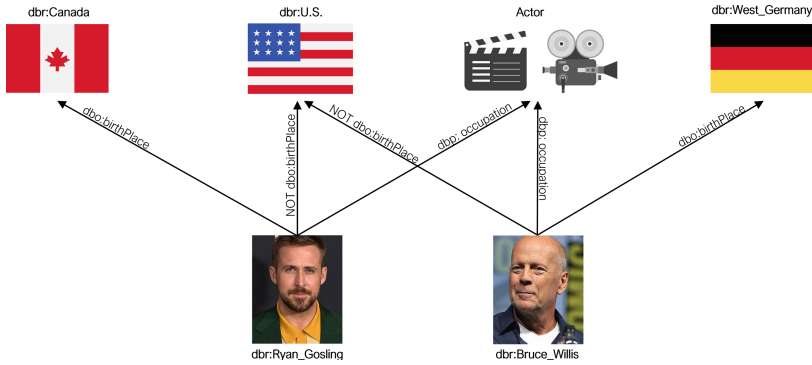 dbr:Canada
dbr:U.S.
Actor
dbr:West_Germany
dbo:birthPlace
NOT dbo:birthPlace
NOT dbo:birthPlace
dbp: occupation
dbp: occupation
dbo:birthPlace
dbr:Ryan_Gosling
dbr:Bruce_Willis